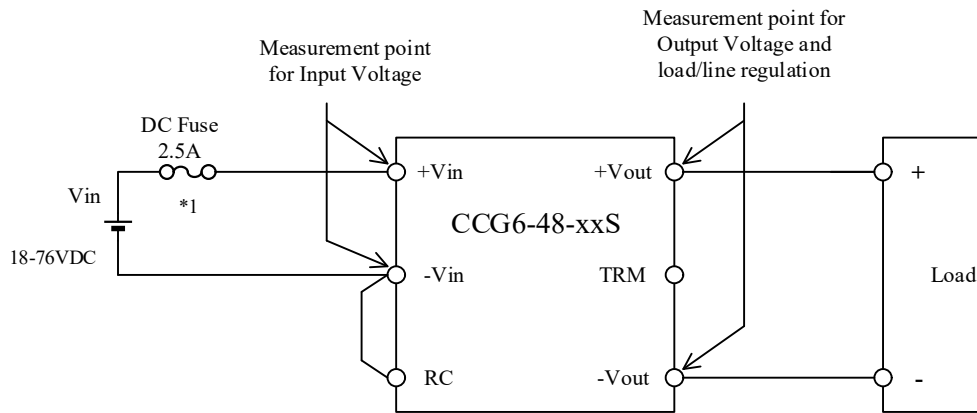 Measurement point
for Input Voltage
Measurement point for
Output Voltage and
load/line regulation
DC Fuse
2.5A
*1
Vin
18-76VDC
+Vin
+Vout
+
CCG6-48-xxS
-Vin
TRM
Load
RC
-Vout
-